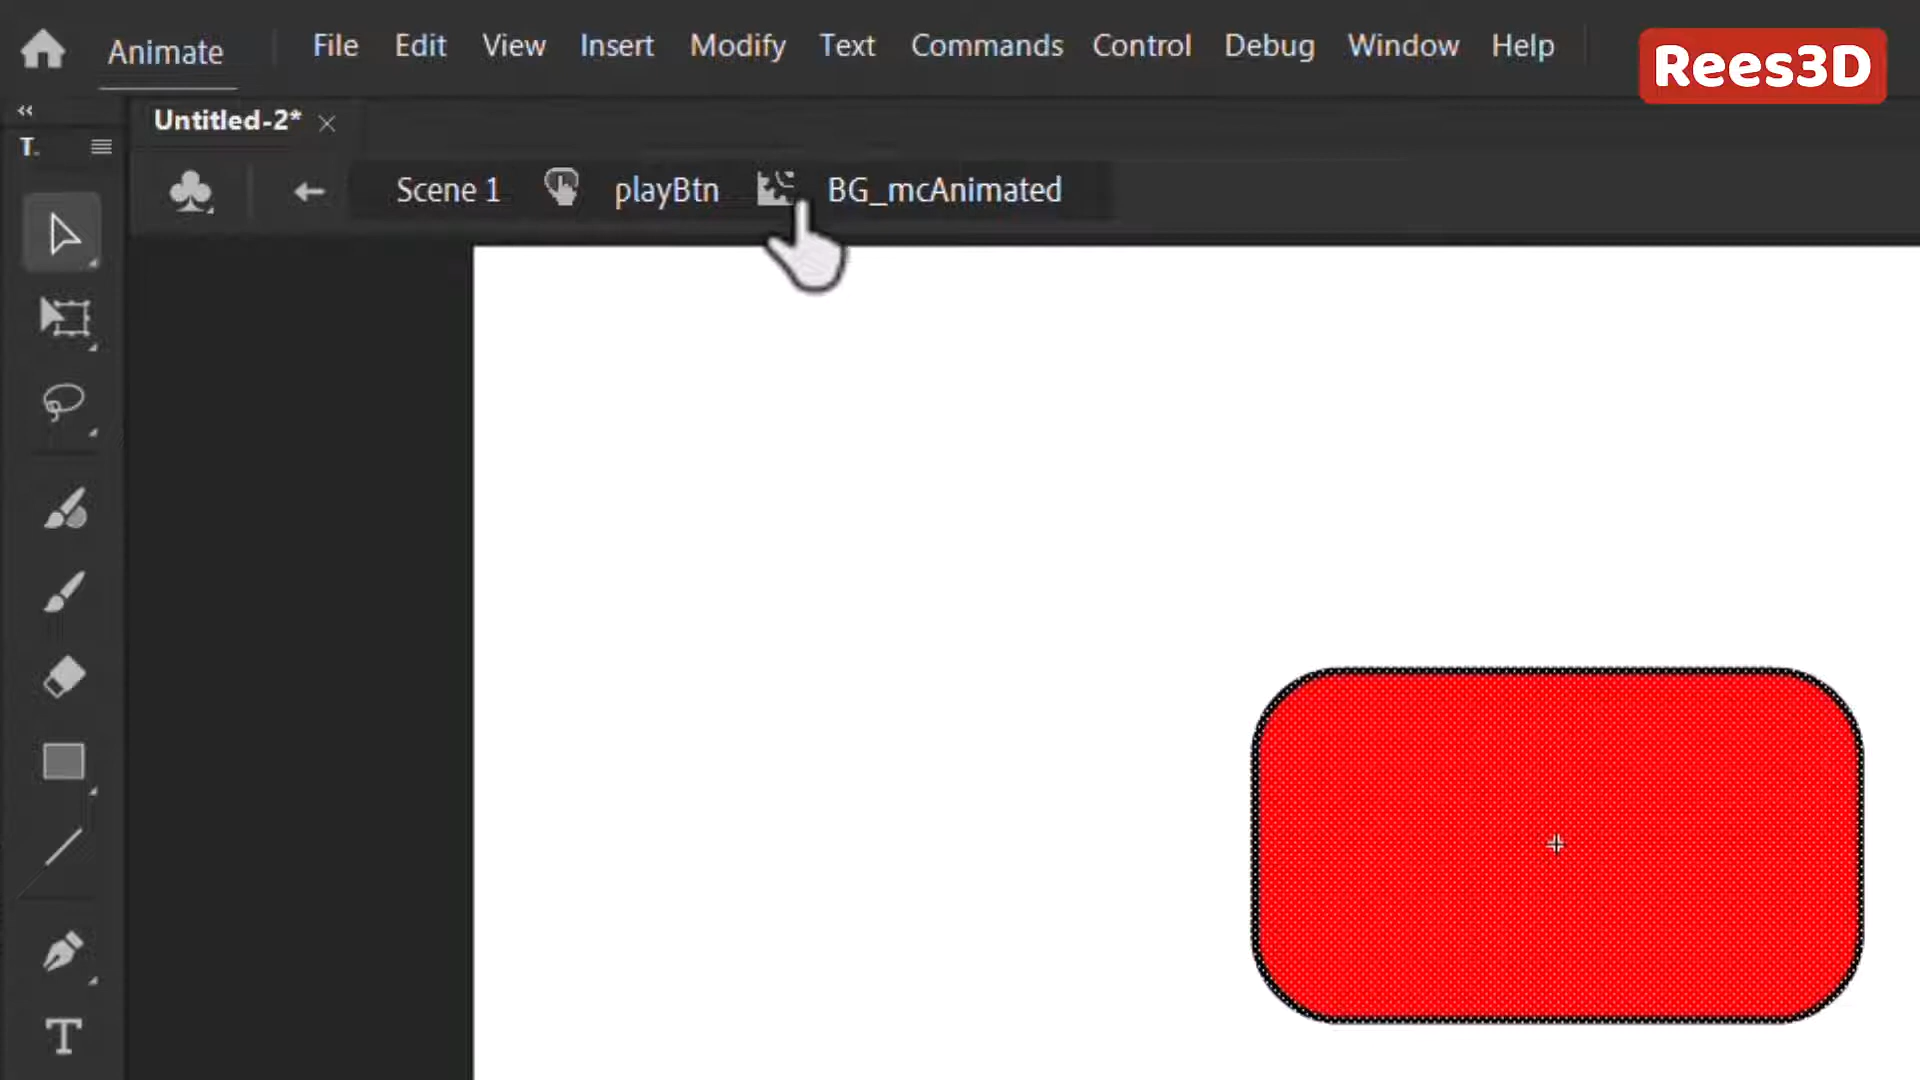 Animate File Edit View Insert Modify Text Commands Control Debug Window Help
Rees3D
Untitled-2*
T.
Scene 1 playBtn BG_mcAnimated